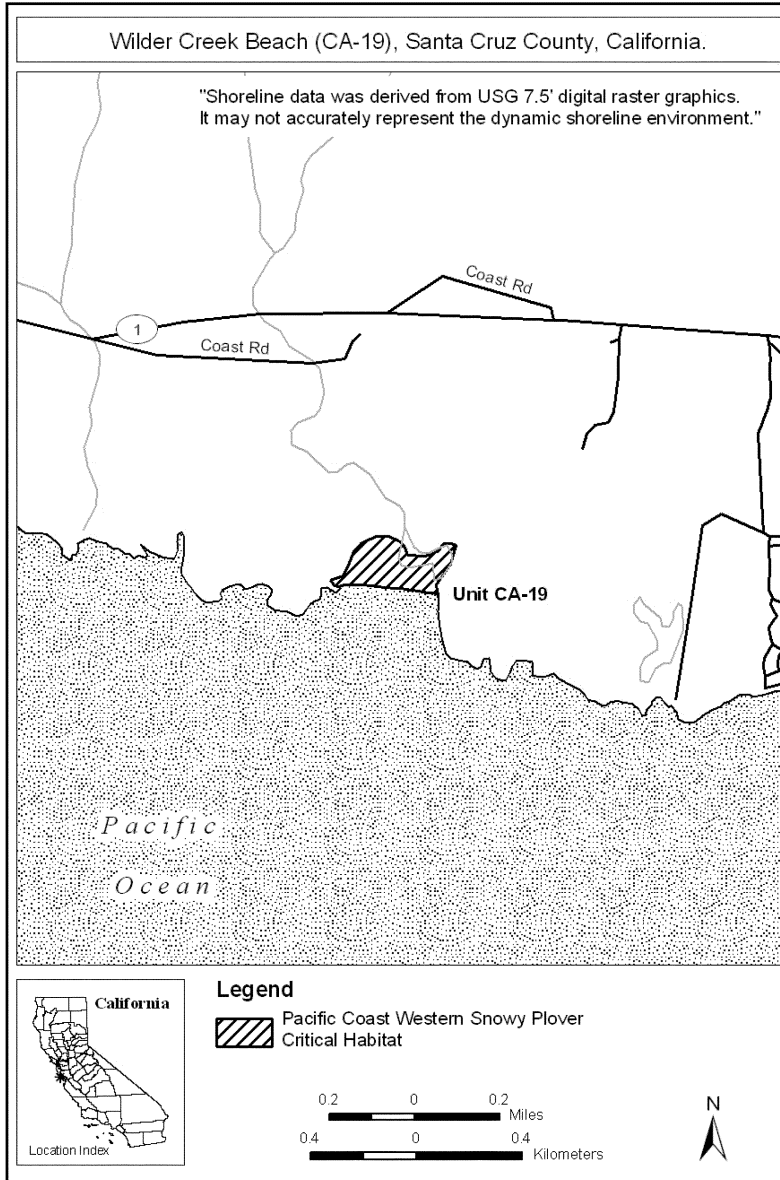 Wilder Creek Beach (CA-19), Santa Cruz County, California.
"Shoreline data was derived from USG 7.5' digital raster graphics.
It may not accurately represent the dynamic shoreline environment."
Coast Rd
1
Coast Rd
Unit CA-19
Pacific
Ocean
California
Location Index
Legend
Pacific Coast Western Snowy Plover
Critical Habitat
0.2 0 0.2
Miles
0.4 0 0.4
Kilometers
N